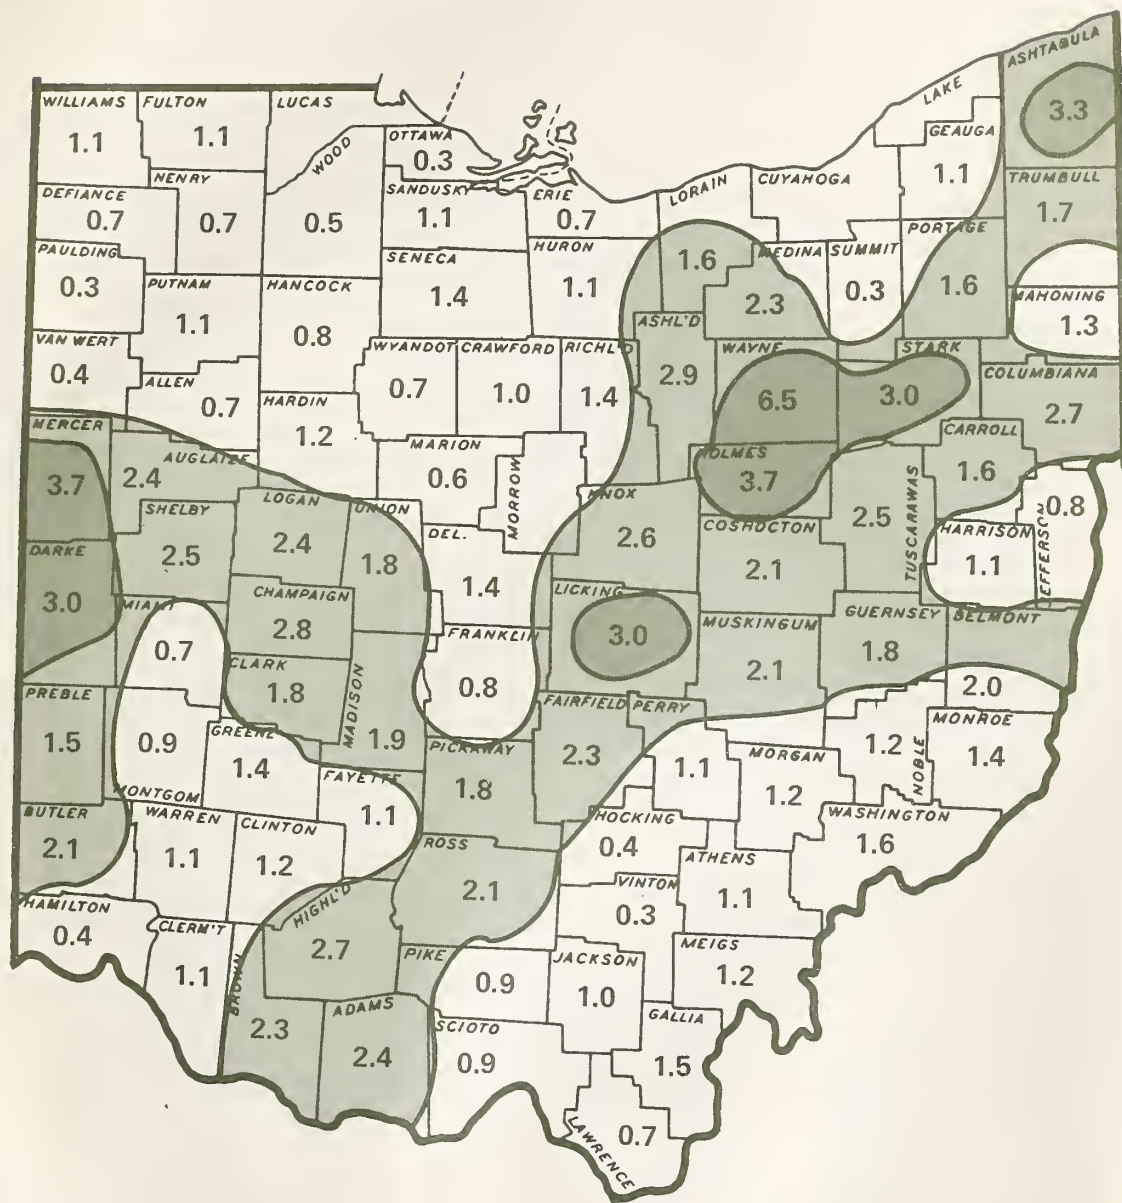 ASHTABULA
3.3
LAKE
WILLIAMS
1.1
FULTON
1.1
LUCAS
WOOD
0.5
OTTAWA
0.3
GEAUGA
1.1
HENRY
0.7
DEFIANCE
0.7
SANDUSKY
1.1
ERIE
0.7
LORAIN
1.6
CUYAHOGA
TRUMBULL
1.7
PAULDING
0.3
PUTNAM
1.1
HANCOCK
0.8
SENECA
1.4
HURON
1.1
MEDINA
2.3
SUMMIT
0.3
PORTAGE
1.6
MAHONING
1.3
VAN WERT
0.4
ALLEN
0.7
HARDIN
1.2
WYANDOT
0.7
CRAWFORD
1.0
RICHL'D
1.4
ASHL'D
2.9
WAYNE
6.5
STARK
3.0
COLUMBIANA
2.7
MERCER
3.7
AUGLAIZE
2.4
MARION
0.6
MORROW
HOLMES
3.7
CARROLL
1.6
SHELBY
2.5
LOGAN
2.4
UNION
1.8
DEL.
1.4
KNOX
2.6
COSHOCTON
2.1
TUSCARAWAS
2.5
HARRISON
1.1
JEFFERSON
0.8
DARKE
3.0
MIAMI
0.7
CHAMPAIGN
2.8
LICKING
3.0
MUSKINGUM
2.1
GUERNSEY
1.8
BELMONT
2.0
CLARK
1.8
MADISON
1.9
FRANKLIN
0.8
PREBLE
1.5
MONTGOM
0.9
GREENE
1.4
FAYETTE
1.1
PICKAWAY
1.8
FAIRFIELD
2.3
PERRY
1.1
MORGAN
1.2
NOBLE
1.2
MONROE
1.4
BUTLER
2.1
WARREN
1.1
CLINTON
1.2
ROSS
2.1
HOCKING
0.4
ATHENS
1.1
WASHINGTON
1.6
HAMILTON
0.4
CLERM'T
1.1
BROWN
2.3
HIGHL'D
2.7
PIKE
0.9
VINTON
0.3
JACKSON
1.0
MEIGS
1.2
ADAMS
2.4
SCIOTO
0.9
GALLIA
1.5
LAWRENCE
0.7